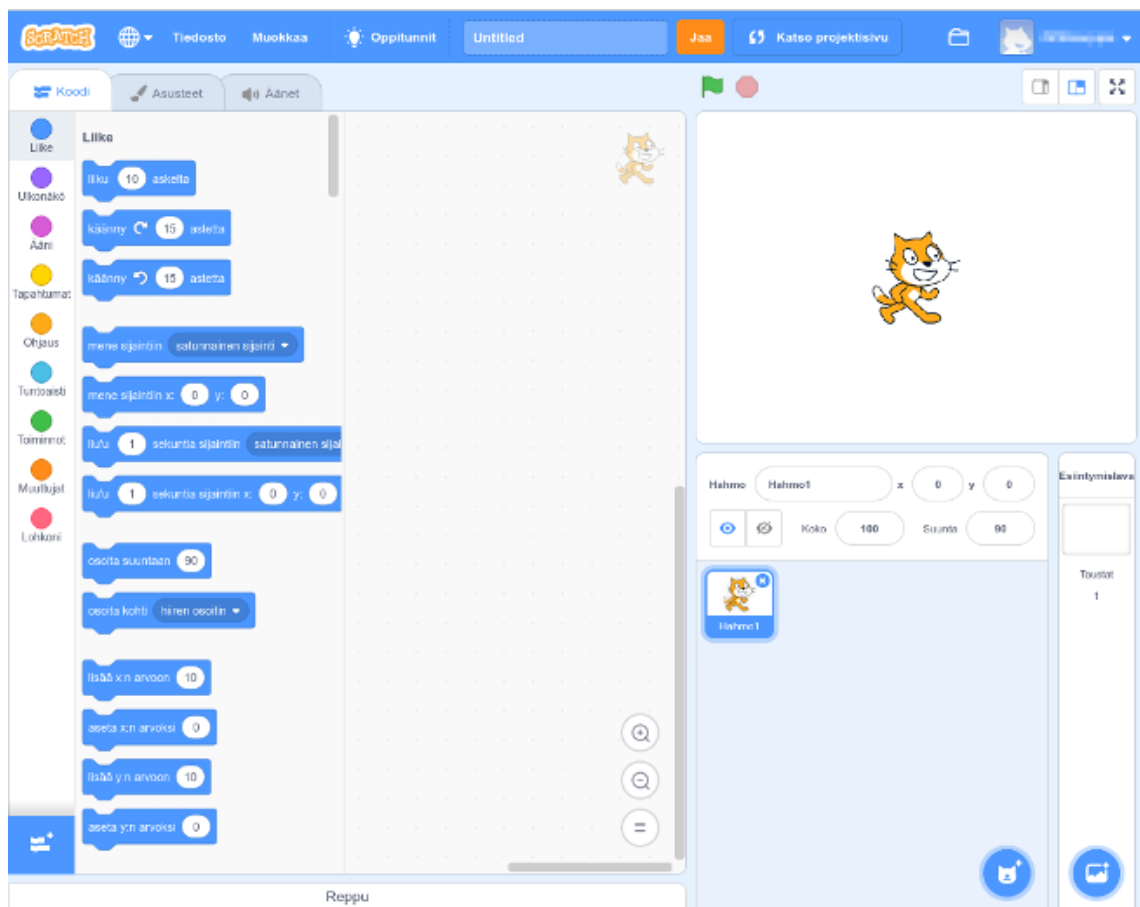 SCRATCH Tiedosto Muokkaa Oppitunnit Untitled Jaa Katso projektisivu
Koodi Asusteet Äänet
Liike
Ulkonäkö
Ääni
Tapahtumat
Ohjaus
Tuntoaisti
Toiminnot
Muuttujat
Lohkoni
Liike
liiku 10 askelta
käänny 15 astetta
käänny 15 astetta
mene sijaintiin satunnainen sijainti
mene sijaintiin x: 0 y: 0
liu'u 1 sekuntia sijaintiin satunnainen sijai
liu'u 1 sekuntia sijaintiin x: 0 y: 0
osoita suuntaan 90
osoita kohti hiiren osoitin
lisää x:n arvoon 10
aseta x:n arvoksi 0
lisää y:n arvoon 10
aseta y:n arvoksi 0
Reppu
Hahmo Hahmo1 x 0 y 0
Koko 100 Suunta 90
Hahmo1
Esiintymislava
Taustat
1